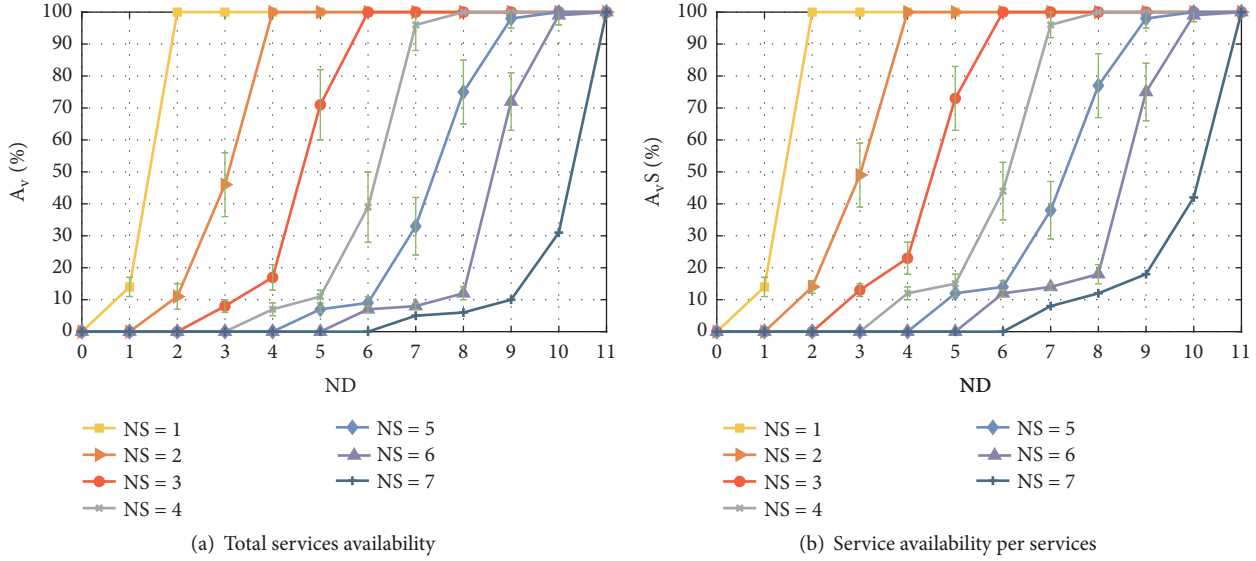 100
90
80
70
60
50
40
30
20
10
0
A_v (%)
0 1 2 3 4 5 6 7 8 9 10 11
ND
NS = 1
NS = 2
NS = 3
NS = 4
NS = 5
NS = 6
NS = 7
(a) Total services availability
100
90
80
70
60
50
40
30
20
10
0
A_vS (%)
0 1 2 3 4 5 6 7 8 9 10 11
ND
NS = 1
NS = 2
NS = 3
NS = 4
NS = 5
NS = 6
NS = 7
(b) Service availability per services